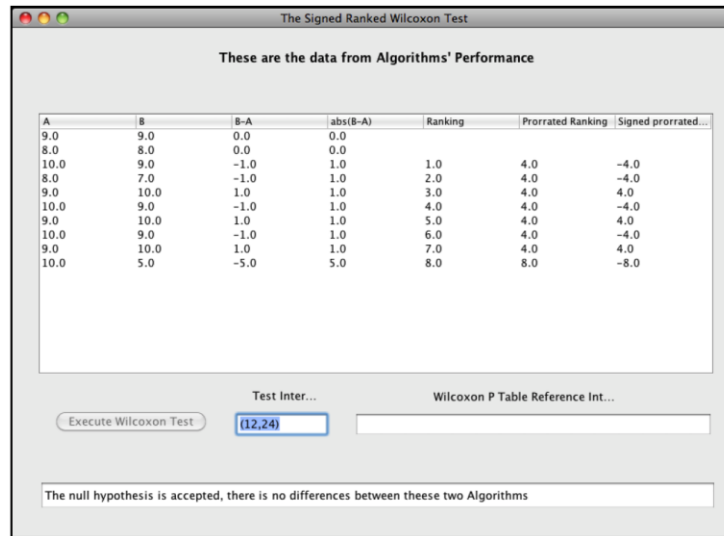 The Signed Ranked Wilcoxon Test
These are the data from Algorithms' Performance
A B B-A abs(B-A) Ranking Prorrated Ranking Signed prorrated...
9.0 9.0 0.0 0.0
8.0 8.0 0.0 0.0
10.0 9.0 -1.0 1.0 1.0 4.0 -4.0
8.0 7.0 -1.0 1.0 2.0 4.0 -4.0
9.0 10.0 1.0 1.0 3.0 4.0 4.0
10.0 9.0 -1.0 1.0 4.0 4.0 -4.0
9.0 10.0 1.0 1.0 5.0 4.0 4.0
10.0 9.0 -1.0 1.0 6.0 4.0 -4.0
9.0 10.0 1.0 1.0 7.0 4.0 4.0
10.0 5.0 -5.0 5.0 8.0 8.0 -8.0
Test Inter... Wilcoxon P Table Reference Int...
Execute Wilcoxon Test (12,24)
The null hypothesis is accepted, there is no differences between theese two Algorithms